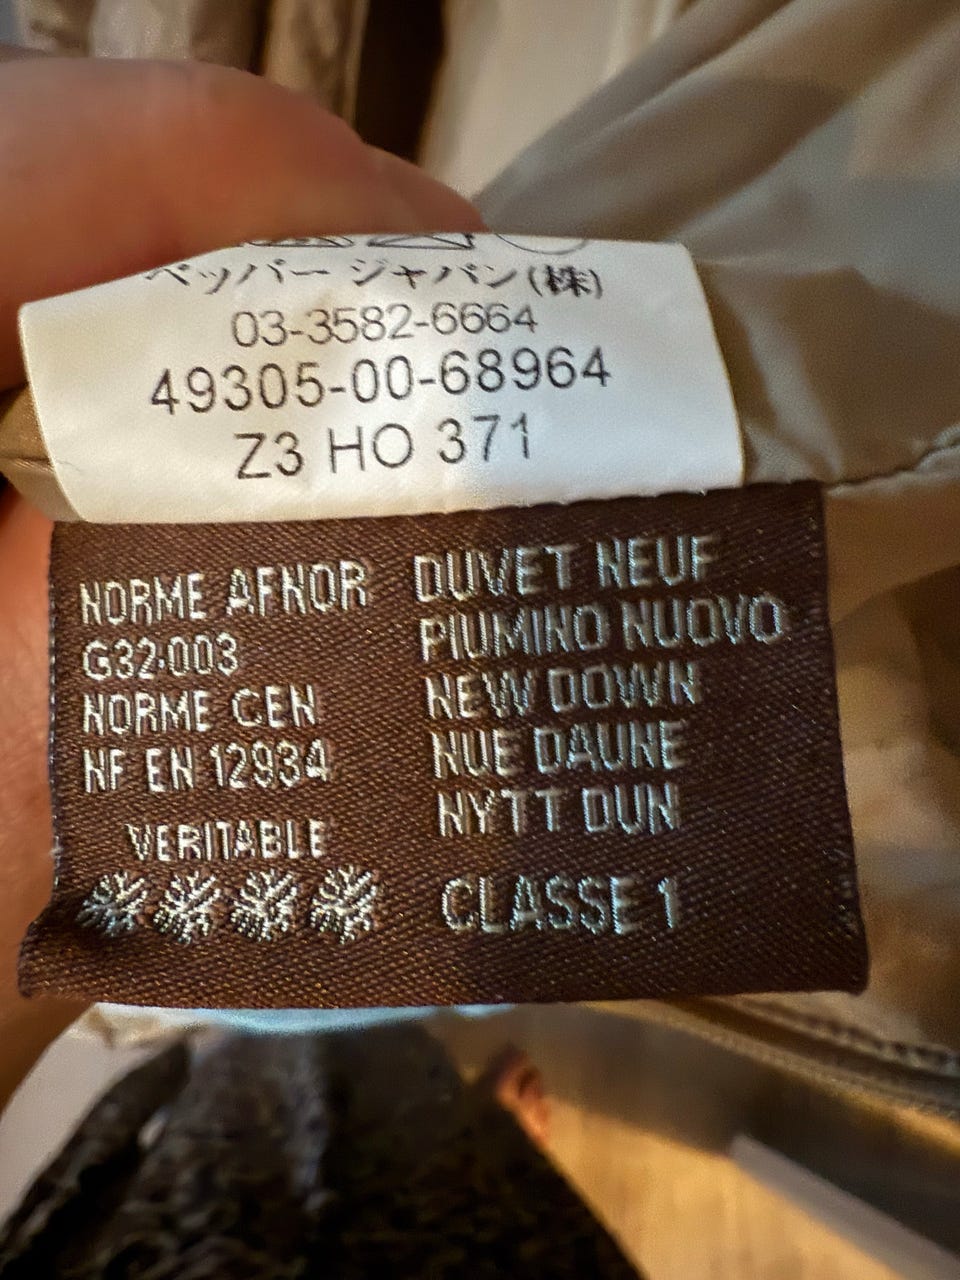 ペッパー ジャパン(株)
03-3582-6664
49305-00-68964
Z3 HO 371
NORME AFNOR
G32-003
NORME CEN
NF EN 12934
VERITABLE
DUVET NEUF
PIUMINO NUOVO
NEW DOWN
NUE DAUNE
NYTT DUN
CLASSE 1